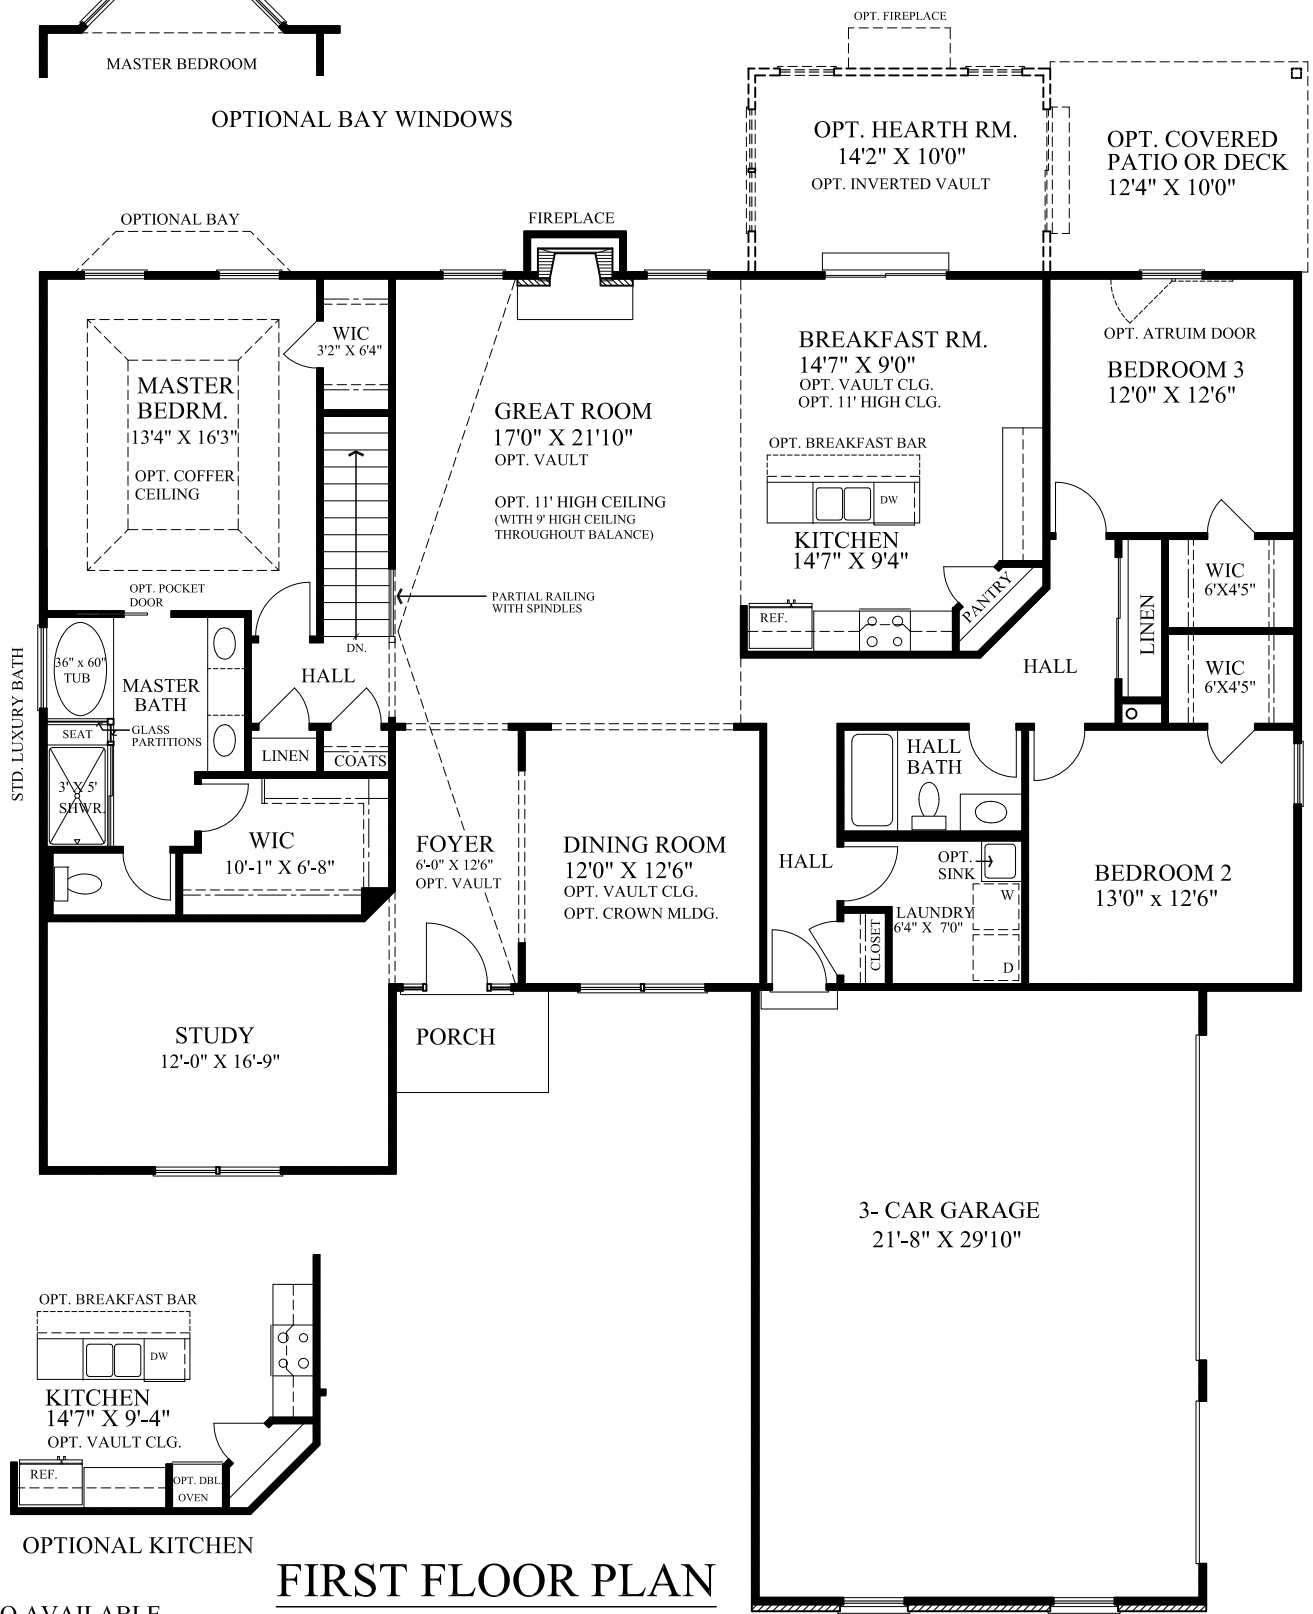 MASTER BEDROOM
OPTIONAL BAY WINDOWS
OPT. FIREPLACE
OPT. HEARTH RM.
14'2" X 10'0"
OPT. INVERTED VAULT
OPT. COVERED
PATIO OR DECK
12'4" X 10'0"
OPTIONAL BAY
FIREPLACE
WIC
3'2" X 6'4"
MASTER
BEDRM.
13'4" X 16'3"
OPT. COFFER
CEILING
GREAT ROOM
17'0" X 21'10"
OPT. VAULT
OPT. 11' HIGH CEILING
(WITH 9' HIGH CEILING
THROUGHOUT BALANCE)
BREAKFAST RM.
14'7" X 9'0"
OPT. VAULT CLG.
OPT. 11' HIGH CLG.
OPT. BREAKFAST BAR
DW
KITCHEN
14'7" X 9'4"
OPT. ATRUIM DOOR
BEDROOM 3
12'0" X 12'6"
OPT. POCKET
DOOR
PARTIAL RAILING
WITH SPINDLES
REF.
PANTRY
LINEN
WIC
6'X4'5"
WIC
6'X4'5"
HALL
DN.
HALL
STD. LUXURY BATH
36" x 60"
TUB
MASTER
BATH
SEAT
GLASS
PARTITIONS
3' X 5'
SHWR.
LINEN
COATS
WIC
10'-1" X 6'-8"
FOYER
6'-0" X 12'6"
OPT. VAULT
DINING ROOM
12'0" X 12'6"
OPT. VAULT CLG.
OPT. CROWN MLDG.
HALL
BATH
HALL
OPT.
SINK
W
LAUNDRY
6'4" X 7'0"
D
CLOSET
BEDROOM 2
13'0" x 12'6"
STUDY
12'-0" X 16'-9"
PORCH
3- CAR GARAGE
21'-8" X 29'10"
OPT. BREAKFAST BAR
DW
KITCHEN
14'7" X 9'-4"
OPT. VAULT CLG.
REF.
OPT. DBL.
OVEN
OPTIONAL KITCHEN
FIRST FLOOR PLAN
AVAILABLE